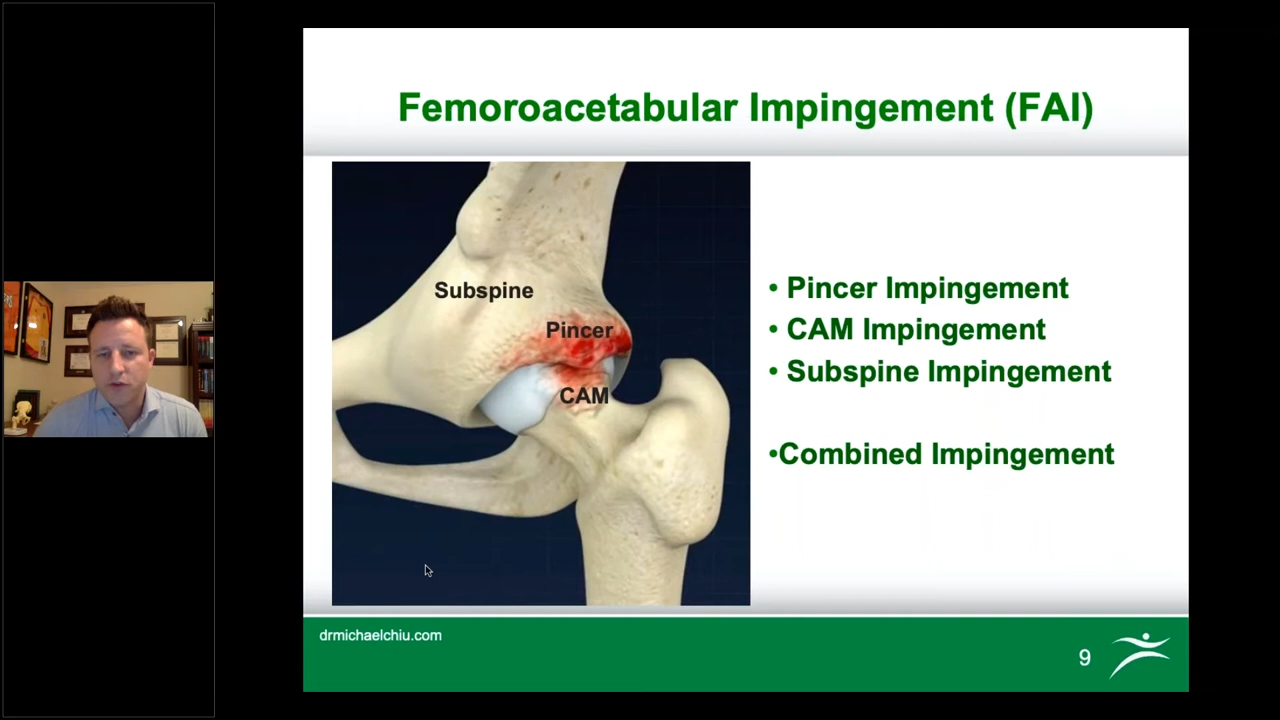 Femoroacetabular Impingement (FAI)
Subspine
Pincer
CAM
• Pincer Impingement
• CAM Impingement
• Subspine Impingement
•Combined Impingement
drmichaelchiu.com
9